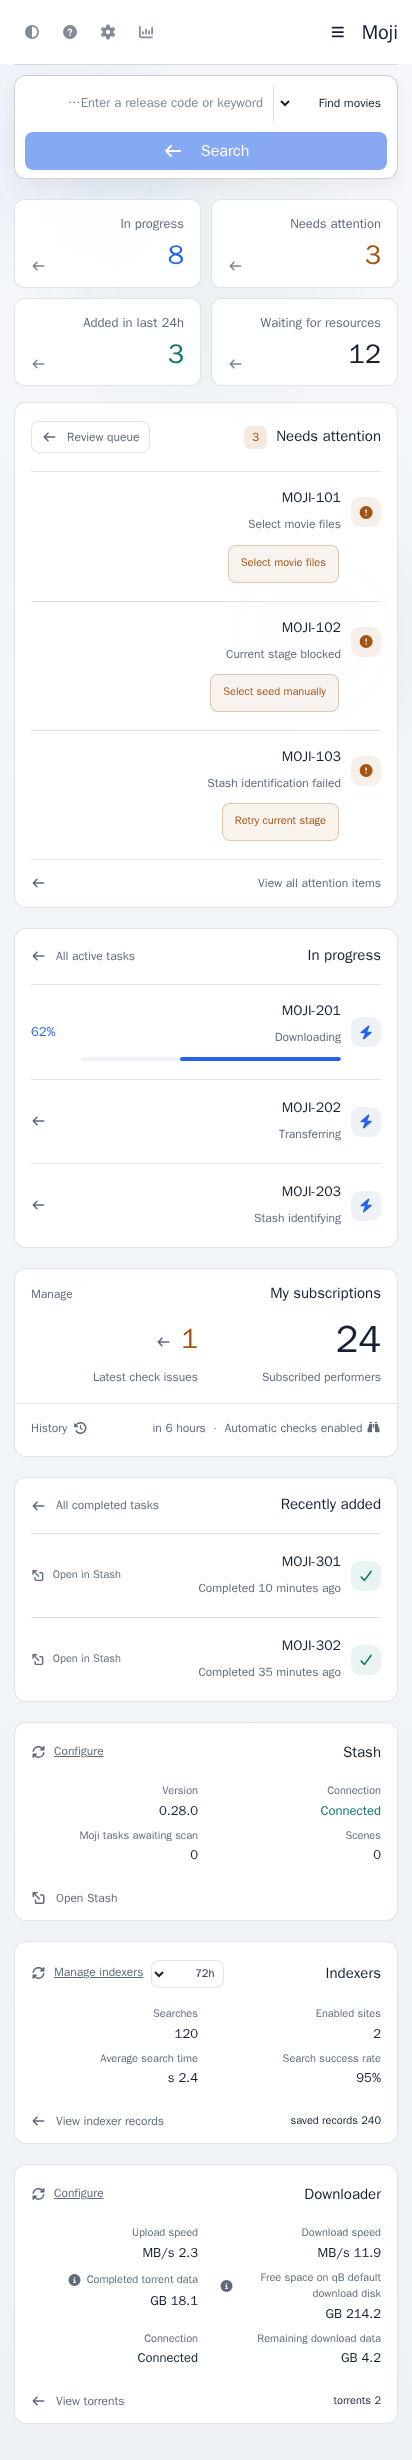 Moji
Find movies
Enter a release code or keyword…
Search
Needs attention
3
In progress
8
Waiting for resources
12
Added in last 24h
3
Needs attention 3
Review queue
MOJI-101
Select movie files
Select movie files
MOJI-102
Current stage blocked
Select seed manually
MOJI-103
Stash identification failed
Retry current stage
View all attention items
In progress
All active tasks
MOJI-201
Downloading
62%
MOJI-202
Transferring
MOJI-203
Stash identifying
My subscriptions
Manage
24
Subscribed performers
1
Latest check issues
Automatic checks enabled · in 6 hours
History
Recently added
All completed tasks
MOJI-301
Completed 10 minutes ago
Open in Stash
MOJI-302
Completed 35 minutes ago
Open in Stash
Stash
Configure
Connection
Connected
Version
0.28.0
Scenes
0
Moji tasks awaiting scan
0
Open Stash
Indexers
72h
Manage indexers
Enabled sites
2
Searches
120
Search success rate
95%
Average search time
s 2.4
saved records 240
View indexer records
Downloader
Configure
Download speed
MB/s 11.9
Upload speed
MB/s 2.3
Free space on qB default
download disk
GB 214.2
Completed torrent data
GB 18.1
Remaining download data
GB 4.2
Connection
Connected
torrents 2
View torrents